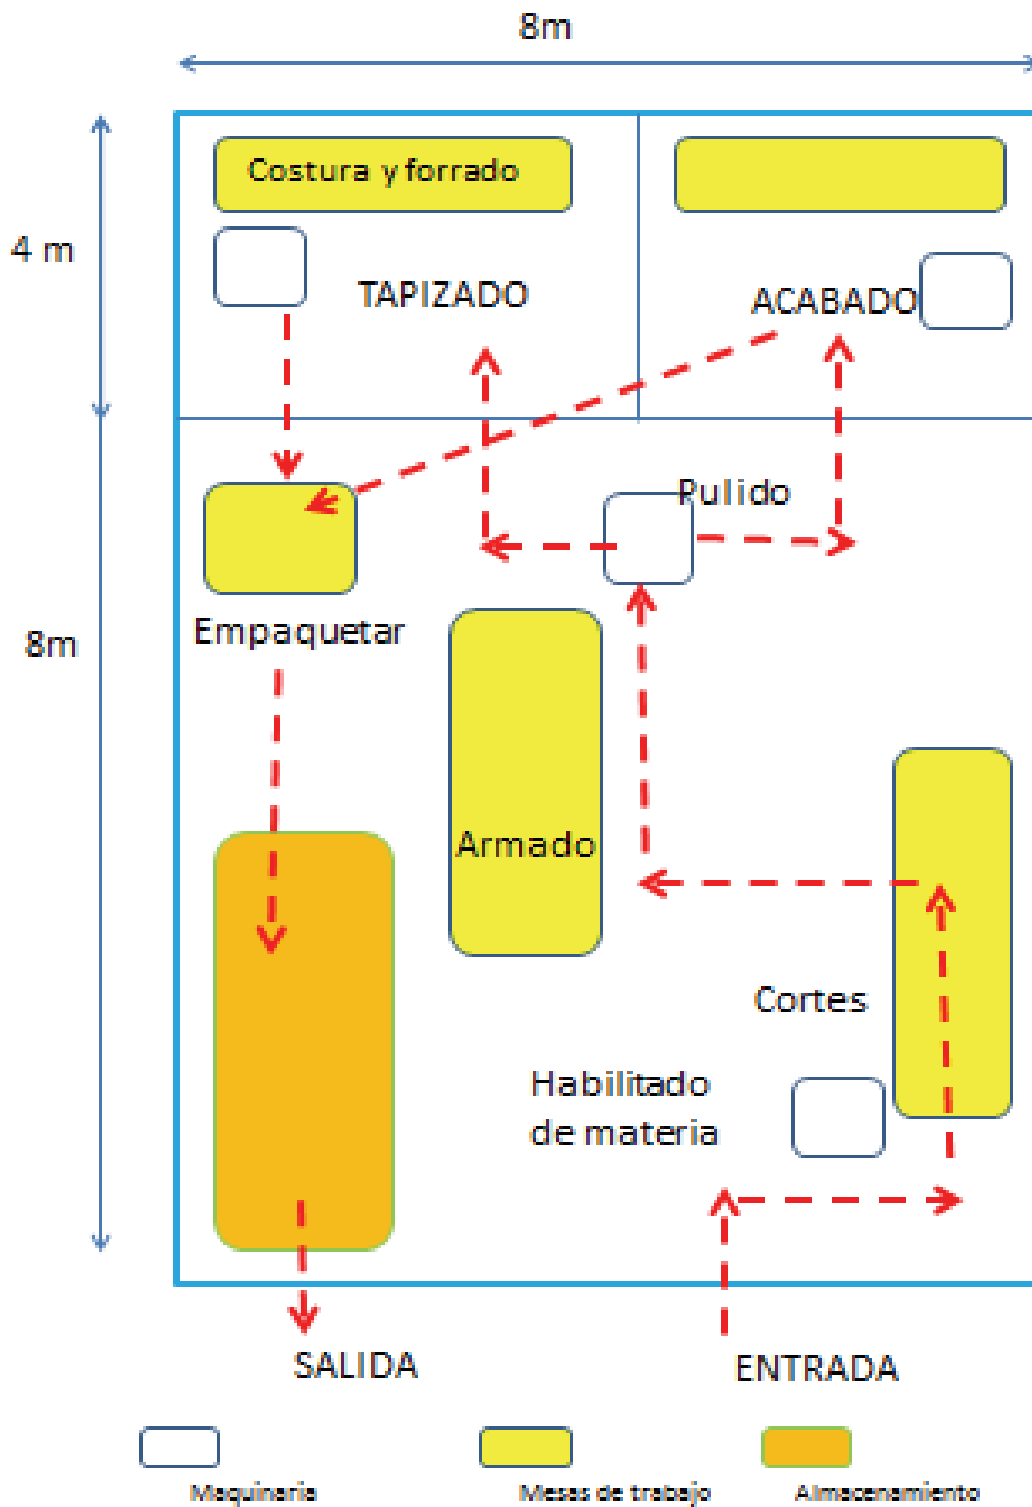 8m
Costura y forrado
4 m
TAPIZADO
ACABADO
Pulido
Empaquetar
8m
Armado
Cortes
Habilitado
de materia
SALIDA
ENTRADA
Maquinaria
Mesas de trabajo
Almacenamiento